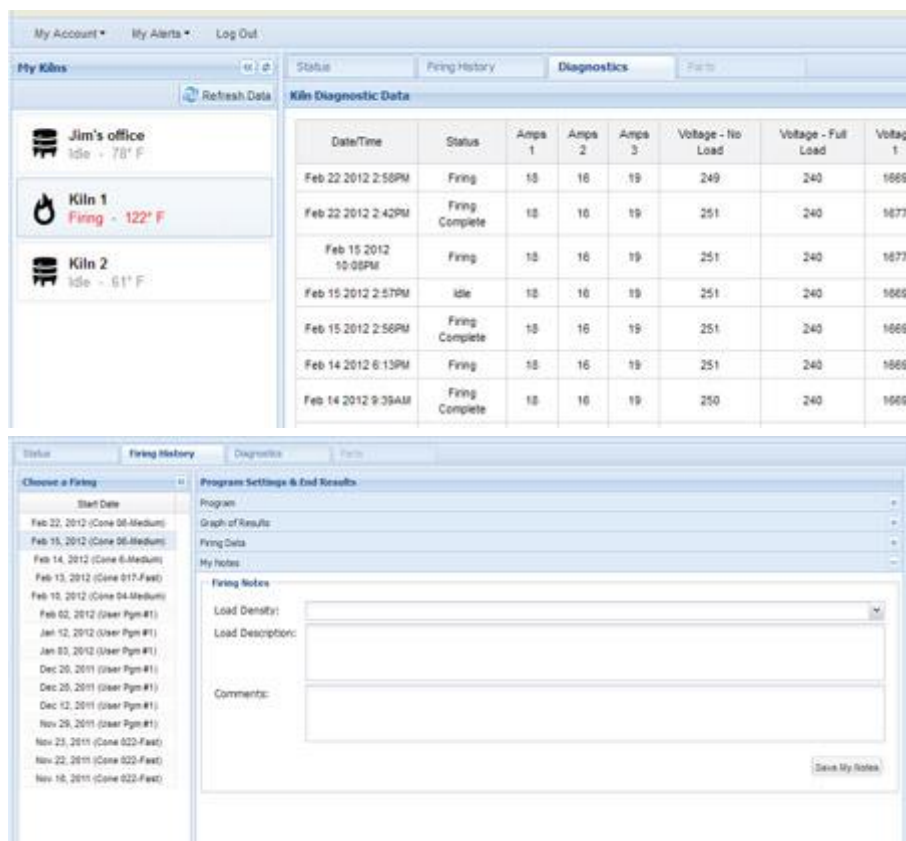 My Account My Alerts Log Out
My Kilns
Refresh Data
Jim's office
Idle - 78° F
Kiln 1
Firing - 122° F
Kiln 2
Idle - 61° F
Status Firing History Diagnostics Parts
Kiln Diagnostic Data
Date/Time Status Amps 1 Amps 2 Amps 3 Voltage - No Load Voltage - Full Load Voltag 1
Feb 22 2012 2:58PM Firing 18 16 19 249 240 1669
Feb 22 2012 2:42PM Firing Complete 18 16 19 251 240 1677
Feb 15 2012 10:08PM Firing 18 16 19 251 240 1677
Feb 15 2012 2:57PM Idle 18 16 19 251 240 1669
Feb 15 2012 2:56PM Firing Complete 18 16 19 251 240 1669
Feb 14 2012 6:13PM Firing 18 16 19 251 240 1669
Feb 14 2012 9:39AM Firing Complete 18 16 19 250 240 1669
Status Firing History Diagnostics Parts
Choose a Firing
Start Date
Feb 22, 2012 (Cone 06-Medium)
Feb 15, 2012 (Cone 06-Medium)
Feb 14, 2012 (Cone 6-Medium)
Feb 13, 2012 (Cone 017-Fast)
Feb 10, 2012 (Cone 04-Medium)
Feb 02, 2012 (User Pgm #1)
Jan 12, 2012 (User Pgm #1)
Jan 03, 2012 (User Pgm #1)
Dec 2011 (User Pgm #1)
Dec 2011 (User Pgm #1)
Dec 12, 2011 (User Pgm #1)
Nov 29, 2011 (User Pgm #1)
Nov 23, 2011 (Cone 022-Fast)
Nov 22, 2011 (Cone 022-Fast)
Nov 2011 (Cone 022-Fast)
Program Settings & End Results
Program
Graph of Results
Firing Data
My Notes
Firing Notes
Load Density:
Load Description:
Comments:
Save My Notes